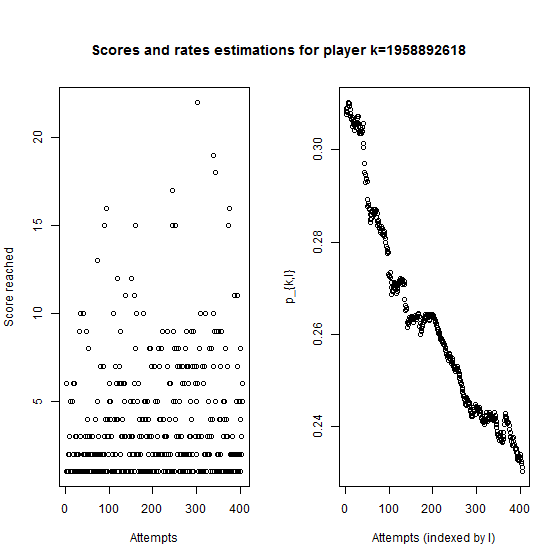 Scores and rates estimations for player k=1958892618
Score reached
20
15
10
5
0 100 200 300 400
Attempts
p_{k,l}
0.30
0.28
0.26
0.24
0 100 200 300 400
Attempts (indexed by l)